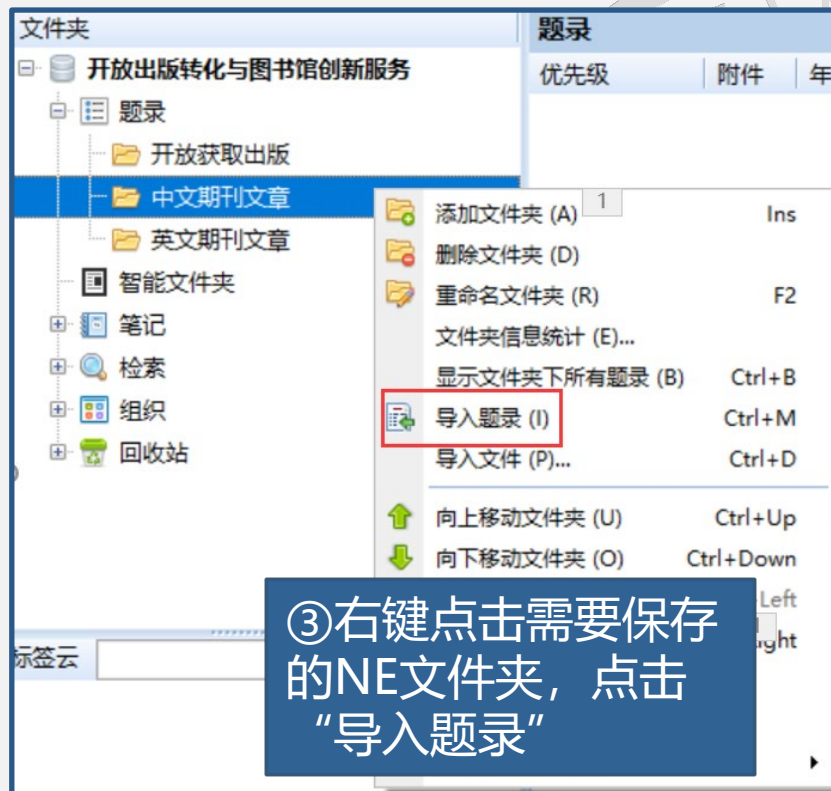 文件夹
题录
开放出版转化与图书馆创新服务
优先级 附件 年
题录
开放获取出版
中文期刊文章
英文期刊文章
智能文件夹
笔记
检索
组织
回收站
添加文件夹 (A) 1 Ins
删除文件夹 (D)
重命名文件夹 (R) F2
文件夹信息统计 (E)...
显示文件夹下所有题录 (B) Ctrl+B
导入题录 (I) Ctrl+M
导入文件 (P)... Ctrl+D
向上移动文件夹 (U) Ctrl+Up
向下移动文件夹 (O) Ctrl+Down
Left
ght
标签云
③右键点击需要保存
的NE文件夹，点击
“导入题录”